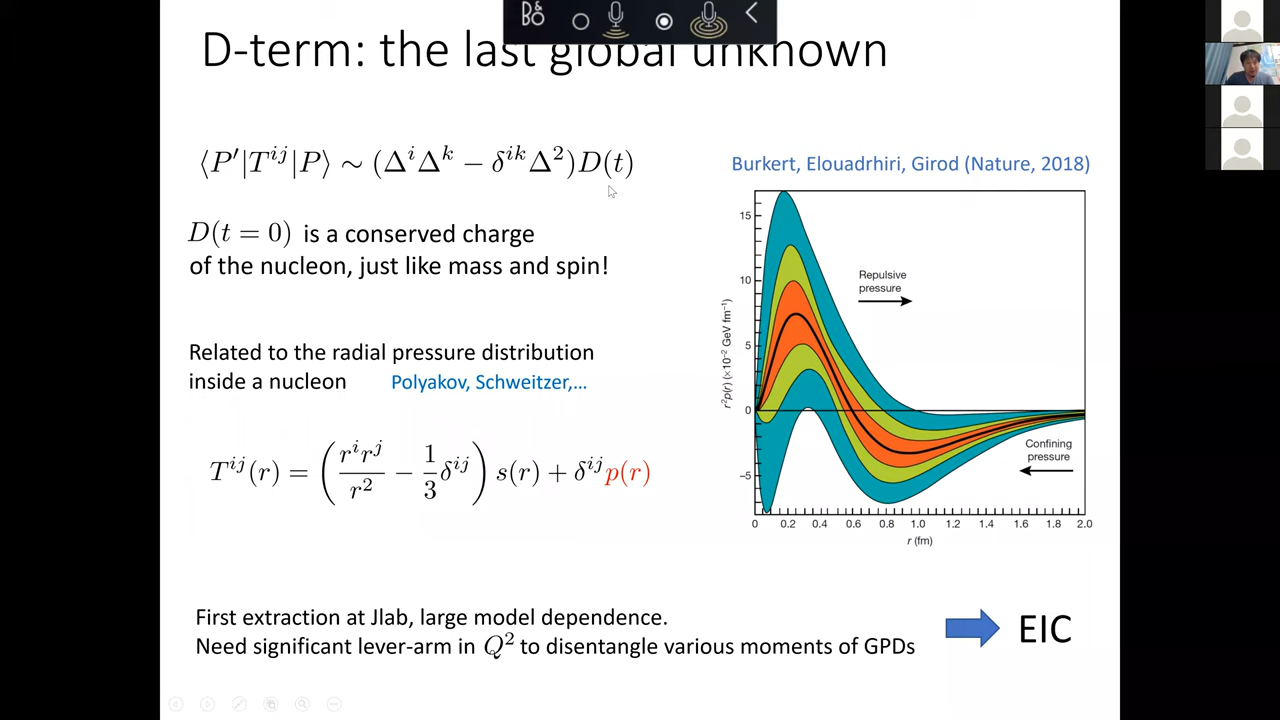 B&O
D-term: the last global unknown
⟨P′|T^{ij}|P⟩ ∼ (Δ^iΔ^k − δ^{ik}Δ^2)D(t)
D(t = 0) is a conserved charge
of the nucleon, just like mass and spin!
Related to the radial pressure distribution
inside a nucleon Polyakov, Schweitzer,...
T^{ij}(r) = (r^i r^j / r^2 − 1/3 δ^{ij}) s(r) + δ^{ij} p(r)
Burkert, Elouadrhiri, Girod (Nature, 2018)
r²p(r) (×10⁻² GeV fm⁻¹)
15
10
5
0
−5
Repulsive
pressure
Confining
pressure
0 0.2 0.4 0.6 0.8 1.0 1.2 1.4 1.6 1.8 2.0
r (fm)
First extraction at Jlab, large model dependence.
Need significant lever-arm in Q² to disentangle various moments of GPDs
EIC